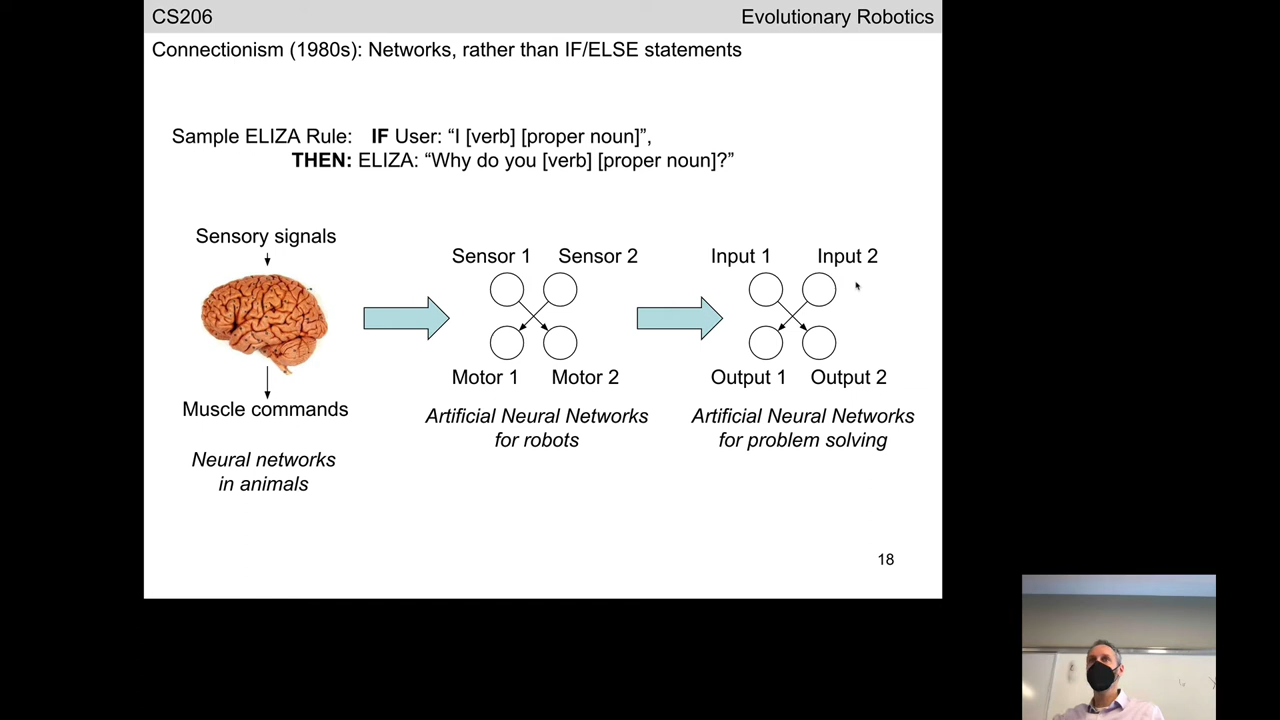 CS206
Evolutionary Robotics
Connectionism (1980s): Networks, rather than IF/ELSE statements
Sample ELIZA Rule: IF User: “I [verb] [proper noun]”,
THEN: ELIZA: “Why do you [verb] [proper noun]?”
Sensory signals
Muscle commands
Neural networks
in animals
Sensor 1 Sensor 2
Motor 1 Motor 2
Artificial Neural Networks
for robots
Input 1 Input 2
Output 1 Output 2
Artificial Neural Networks
for problem solving
18